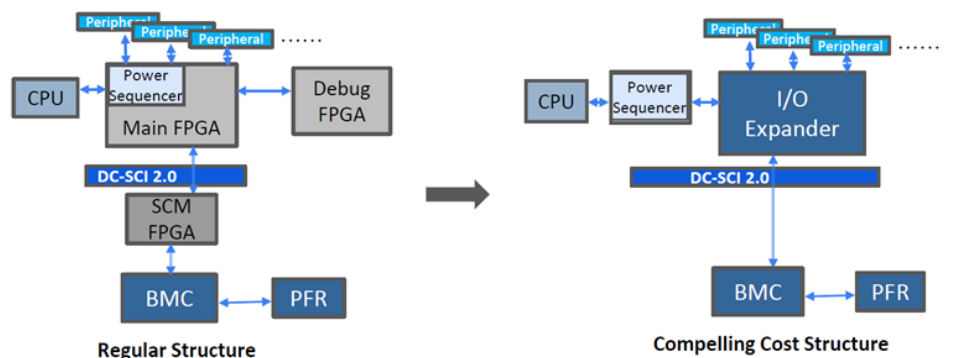 Peripheral
Peripheral
Peripheral ......
Power
Sequencer
CPU
Main FPGA
Debug
FPGA
DC-SCI 2.0
SCM
FPGA
BMC
PFR
Regular Structure
Peripheral
Peripheral
Peripheral ......
CPU
Power
Sequencer
I/O
Expander
DC-SCI 2.0
BMC
PFR
Compelling Cost Structure